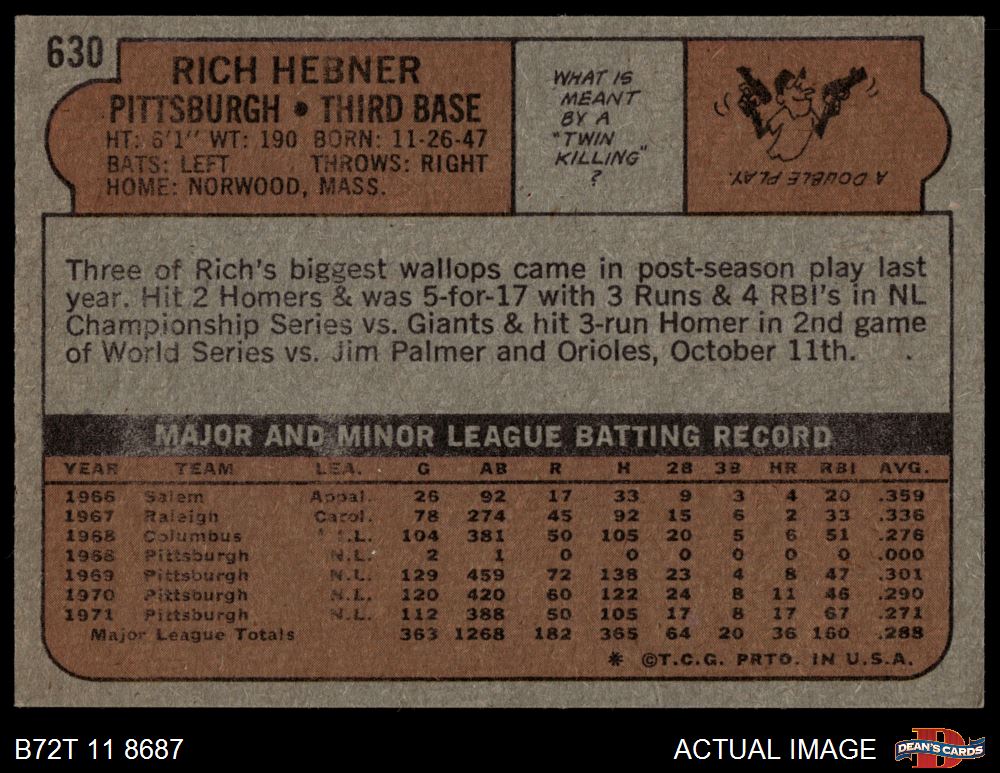 630
RICH HEBNER
PITTSBURGH • THIRD BASE
HT: 6'1" WT: 190 BORN: 11-26-47
BATS: LEFT THROWS: RIGHT
HOME: NORWOOD, MASS.
WHAT IS
MEANT
BY A
"TWIN
KILLING"
?
A DOUBLE PLAY.
Three of Rich's biggest wallops came in post-season play last
year. Hit 2 Homers & was 5-for-17 with 3 Runs & 4 RBI's in NL
Championship Series vs. Giants & hit 3-run Homer in 2nd game
of World Series vs. Jim Palmer and Orioles, October 11th.
MAJOR AND MINOR LEAGUE BATTING RECORD
YEAR TEAM LEA. G AB R H 2B 3B HR RBI AVG.
1966 Salem Appal. 26 92 17 33 9 3 4 20 .359
1967 Raleigh Carol. 78 274 45 92 15 6 2 33 .336
1968 Columbus I.L. 104 381 50 105 20 5 6 51 .276
1968 Pittsburgh N.L. 2 1 0 0 0 0 0 0 .000
1969 Pittsburgh N.L. 129 459 72 138 23 4 8 47 .301
1970 Pittsburgh N.L. 120 420 60 122 24 8 11 46 .290
1971 Pittsburgh N.L. 112 388 50 105 17 8 17 67 .271
Major League Totals 363 1268 182 365 64 20 36 160 .288
* ©T.C.G. PRTD. IN U.S.A.
B72T 11 8687
ACTUAL IMAGE
DEAN'S CARDS